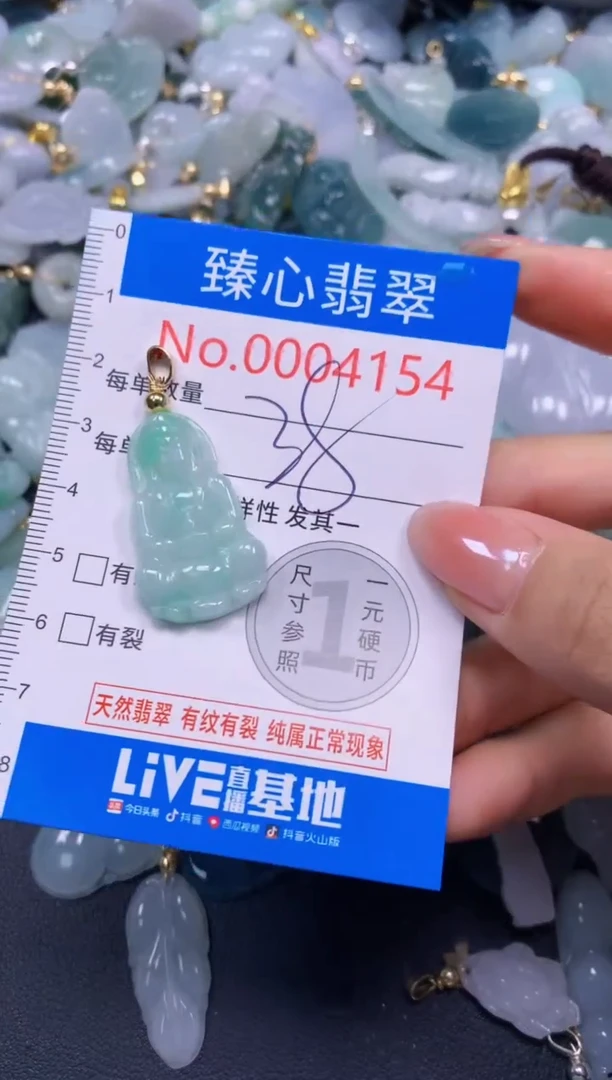 0
臻心翡翠
1
No.0004154
2
每单数量
38
3
每单
4
样性 发其一
5
有
尺寸参照
1
一元硬币
6
有裂
7
天然翡翠 有纹有裂 纯属正常现象
8
LiVE直播基地
今日头条 抖音 西瓜视频 抖音火山版